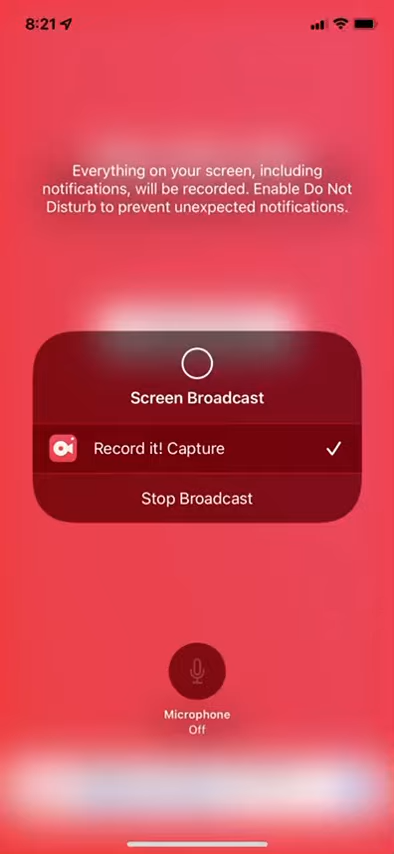 8:21
Everything on your screen, including
notifications, will be recorded. Enable Do Not
Disturb to prevent unexpected notifications.
Screen Broadcast
Record it! Capture
Stop Broadcast
Microphone
Off